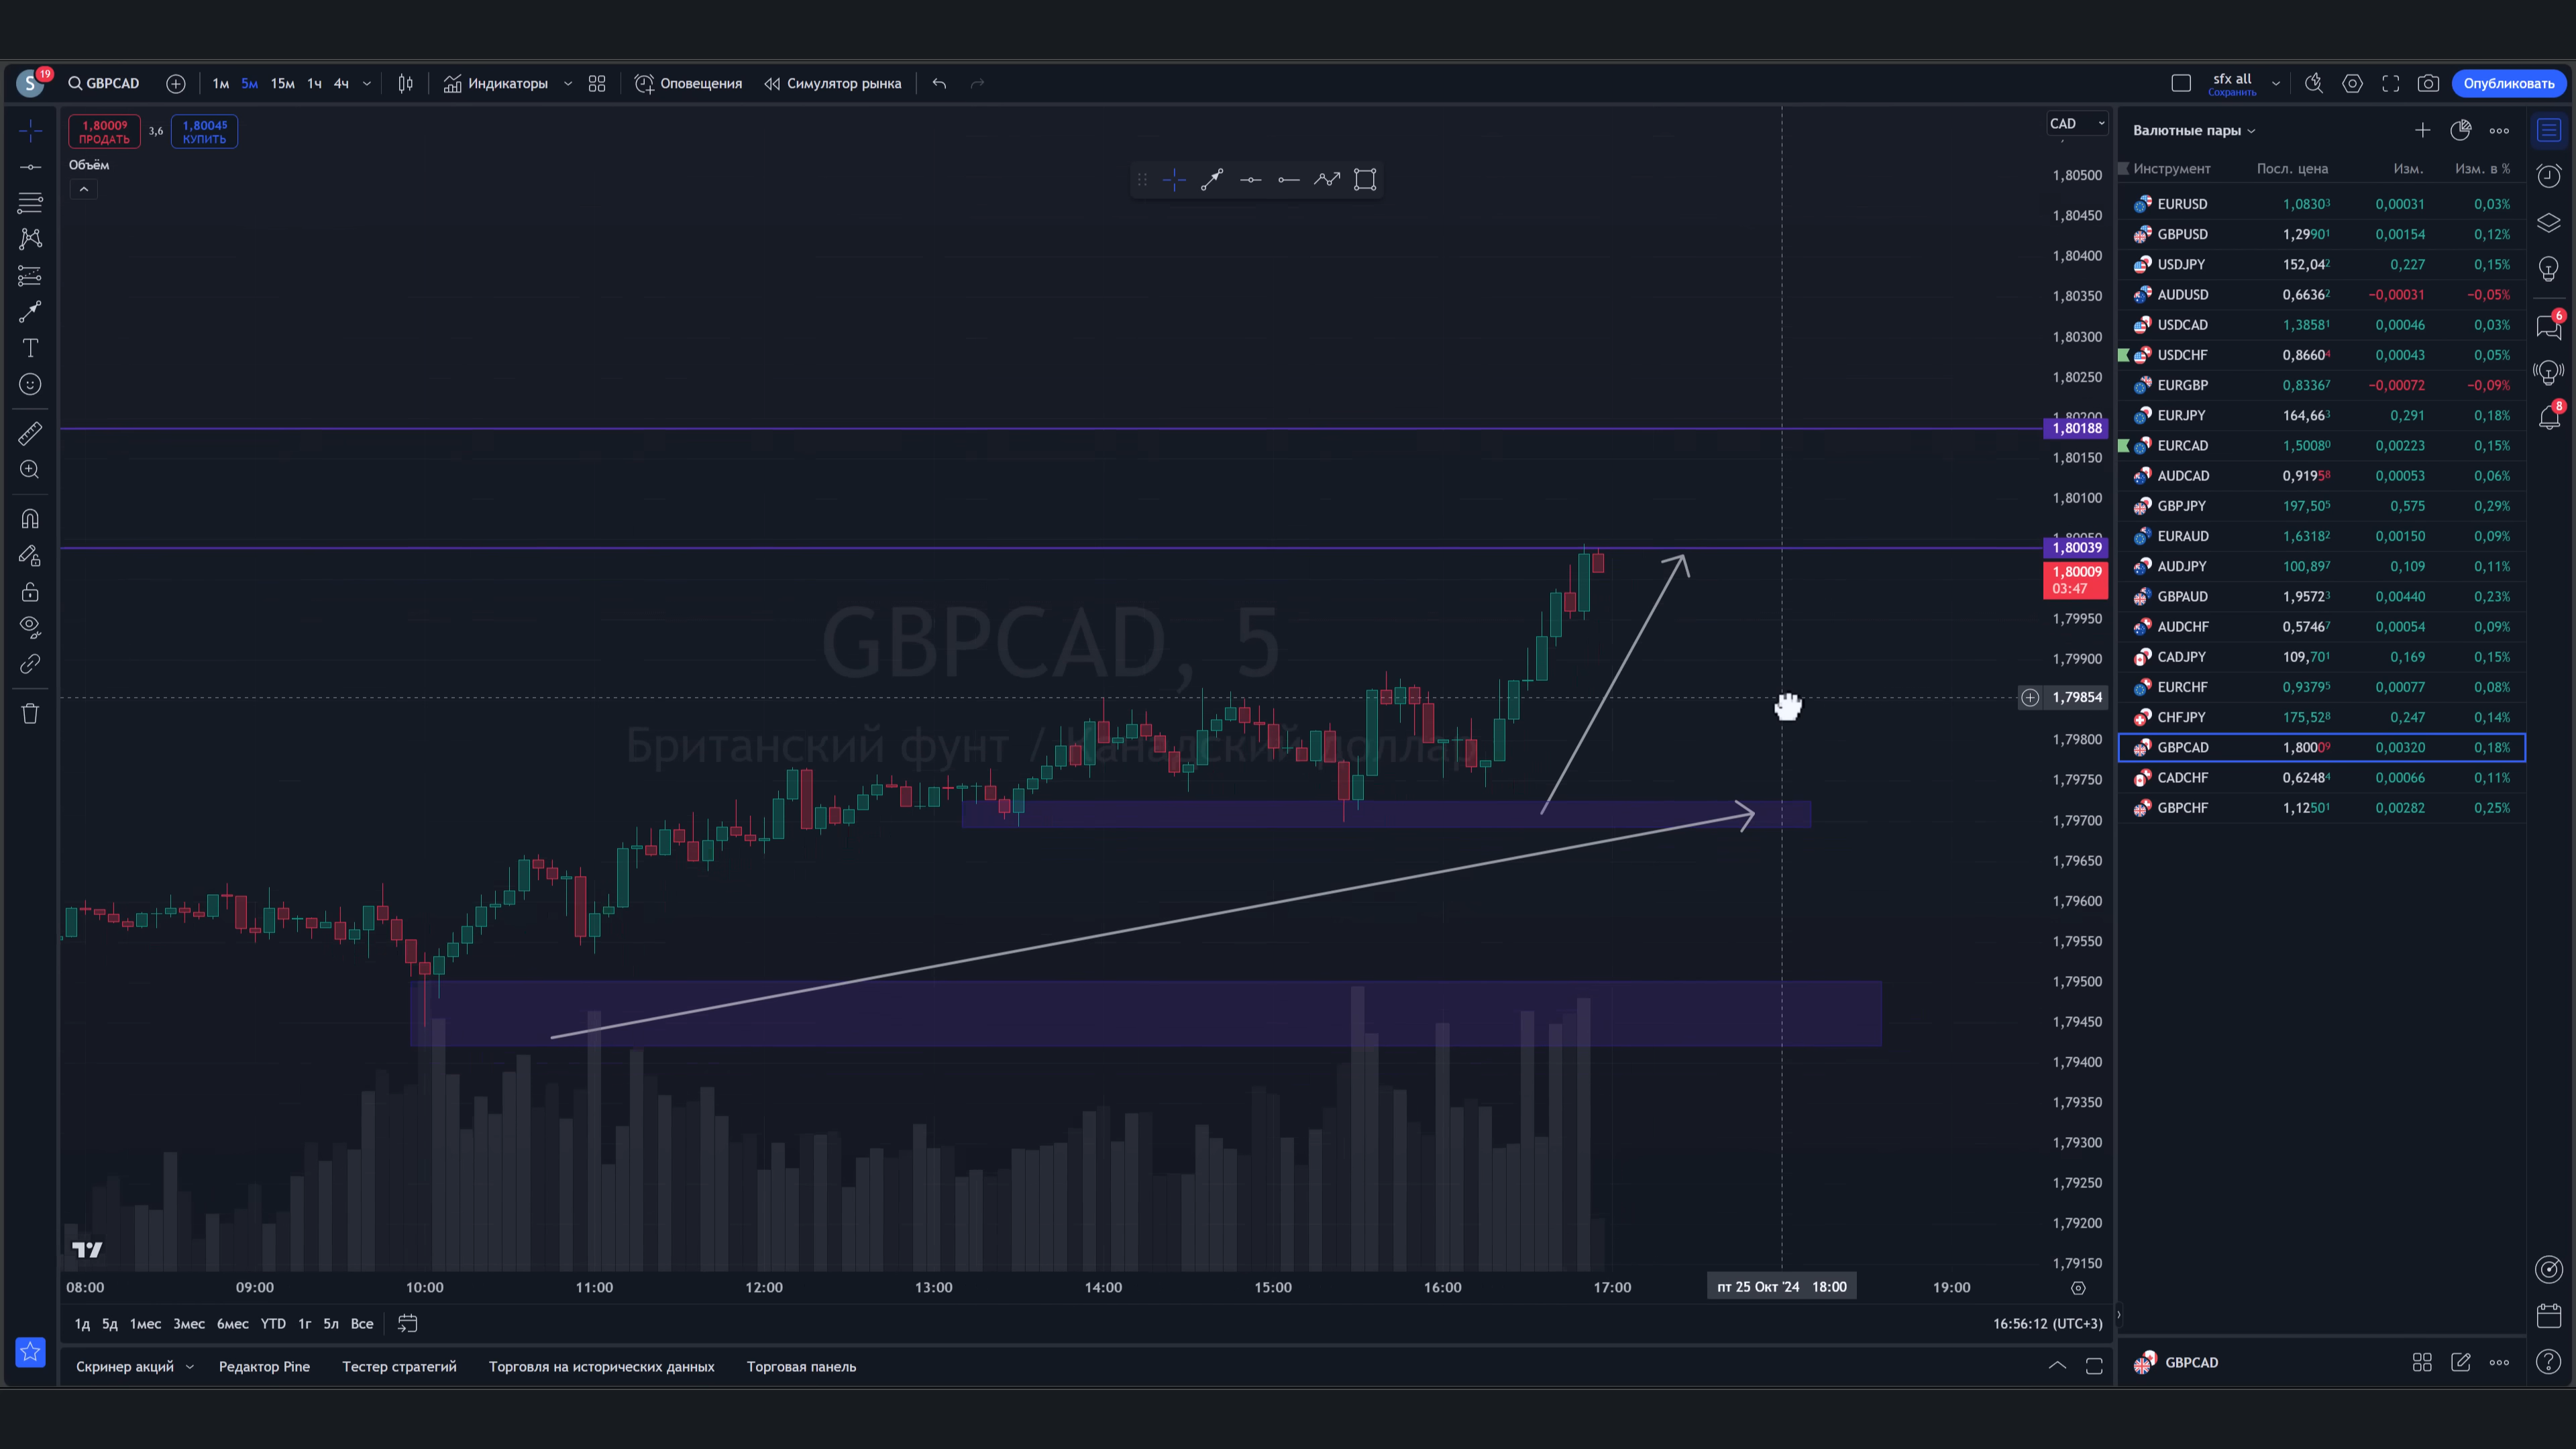 S 19 GBPCAD 1м 5м 15м 1ч 4ч Индикаторы Оповещения Симулятор рынка sfx all Сохранить Опубликовать
1,80009 ПРОДАТЬ 3,6 1,80045 КУПИТЬ
Объём
CAD
1,80500
1,80450
1,80400
1,80350
1,80300
1,80250
1,80200
1,80188
1,80150
1,80100
1,80050
1,80039
1,80009
03:47
1,79950
1,79900
1,79854
1,79800
1,79750
1,79700
1,79650
1,79600
1,79550
1,79500
1,79450
1,79400
1,79350
1,79300
1,79250
1,79200
1,79150
GBPCAD, 5
Британский фунт / Канадский доллар
08:00 09:00 10:00 11:00 12:00 13:00 14:00 15:00 16:00 17:00 пт 25 Окт '24 18:00 19:00
1д 5д 1мес 3мес 6мес YTD 1г 5л Все 16:56:12 (UTC+3)
Скринер акций Редактор Pine Тестер стратегий Торговля на исторических данных Торговая панель
Валютные пары
Инструмент Посл. цена Изм. Изм. в %
EURUSD 1,08303 0,00031 0,03%
GBPUSD 1,29901 0,00154 0,12%
USDJPY 152,042 0,227 0,15%
AUDUSD 0,66362 −0,00031 −0,05%
USDCAD 1,38581 0,00046 0,03%
USDCHF 0,86604 0,00043 0,05%
EURGBP 0,83367 −0,00072 −0,09%
EURJPY 164,663 0,291 0,18%
EURCAD 1,50080 0,00223 0,15%
AUDCAD 0,91958 0,00053 0,06%
GBPJPY 197,505 0,575 0,29%
EURAUD 1,63182 0,00150 0,09%
AUDJPY 100,897 0,109 0,11%
GBPAUD 1,95723 0,00440 0,23%
AUDCHF 0,57467 0,00054 0,09%
CADJPY 109,701 0,169 0,15%
EURCHF 0,93795 0,00077 0,08%
CHFJPY 175,528 0,247 0,14%
GBPCAD 1,80009 0,00320 0,18%
CADCHF 0,62484 0,00066 0,11%
GBPCHF 1,12501 0,00282 0,25%
GBPCAD
6
8